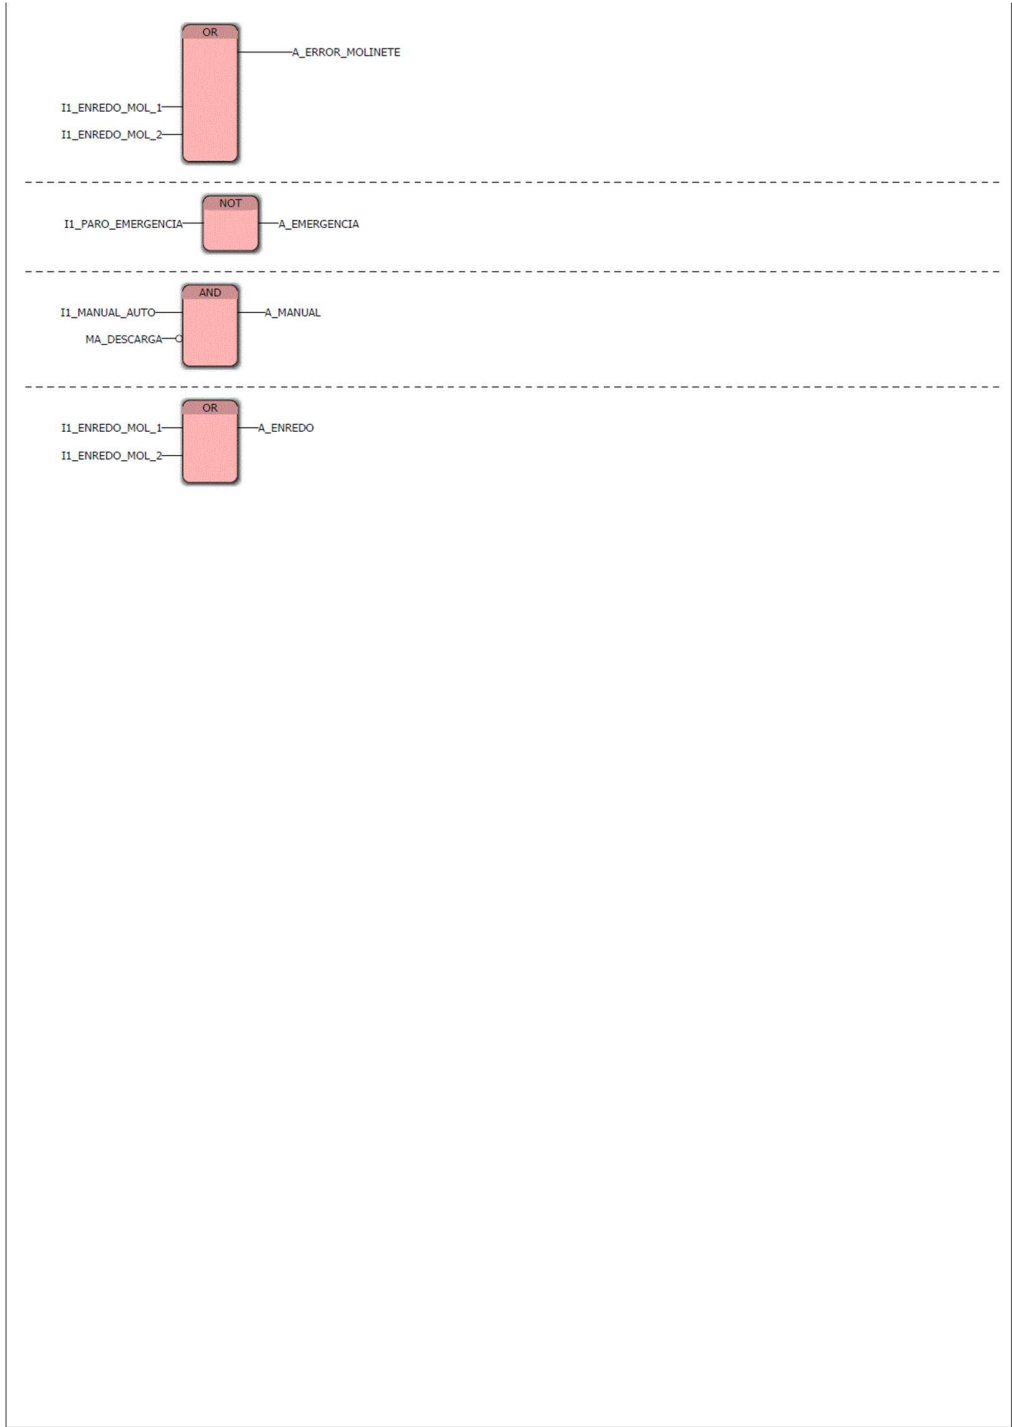 OR
A_ERROR_MOLINETE
I1_ENREDO_MOL_1
I1_ENREDO_MOL_2
NOT
I1_PARO_EMERGENCIA A_EMERGENCIA
AND
I1_MANUAL_AUTO A_MANUAL
MA_DESCARGA
OR
I1_ENREDO_MOL_1 A_ENREDO
I1_ENREDO_MOL_2